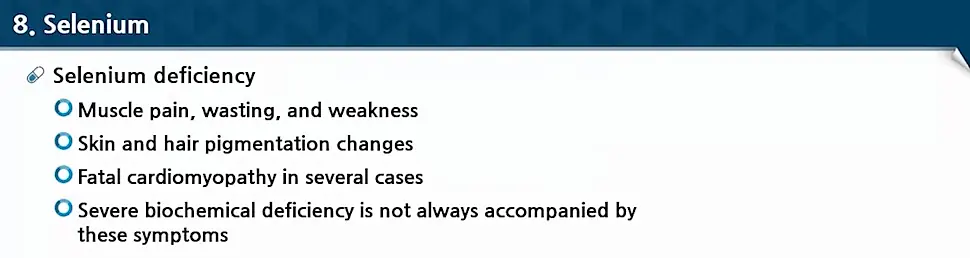 8. Selenium
Selenium deficiency
Muscle pain, wasting, and weakness
Skin and hair pigmentation changes
Fatal cardiomyopathy in several cases
Severe biochemical deficiency is not always accompanied by
these symptoms